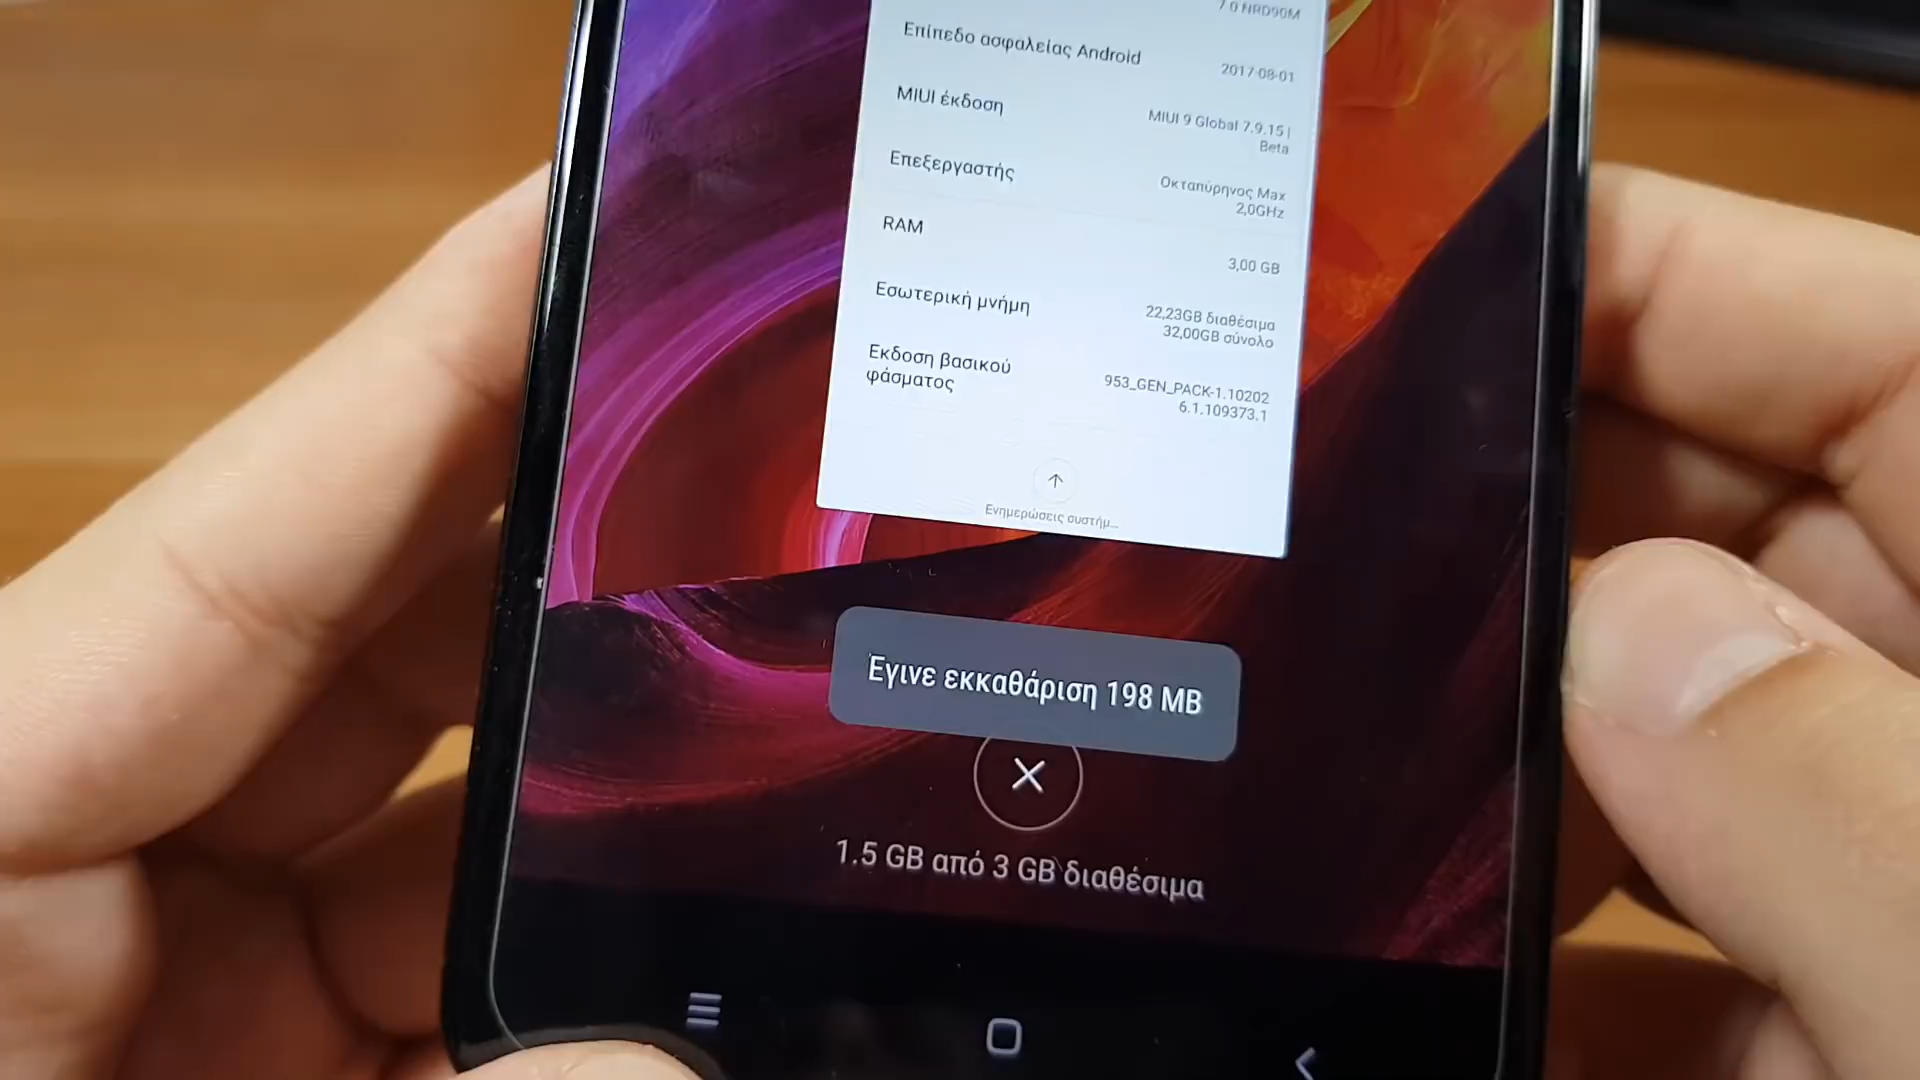 7.0 NRD90M
Επίπεδο ασφαλείας Android
2017-08-01
MIUI έκδοση
MIUI 9 Global 7.9.15 |
Beta
Επεξεργαστής
Οκταπύρηνος Max
2,0GHz
RAM
3,00 GB
Εσωτερική μνήμη
22,23GB διαθέσιμα
32,00GB σύνολο
Εκδοση βασικού
φάσματος
953_GEN_PACK-1.10202
6.1.109373.1
Ενημερώσεις συστήμ...
Εγινε εκκαθάριση 198 MB
1.5 GB από 3 GB διαθέσιμα